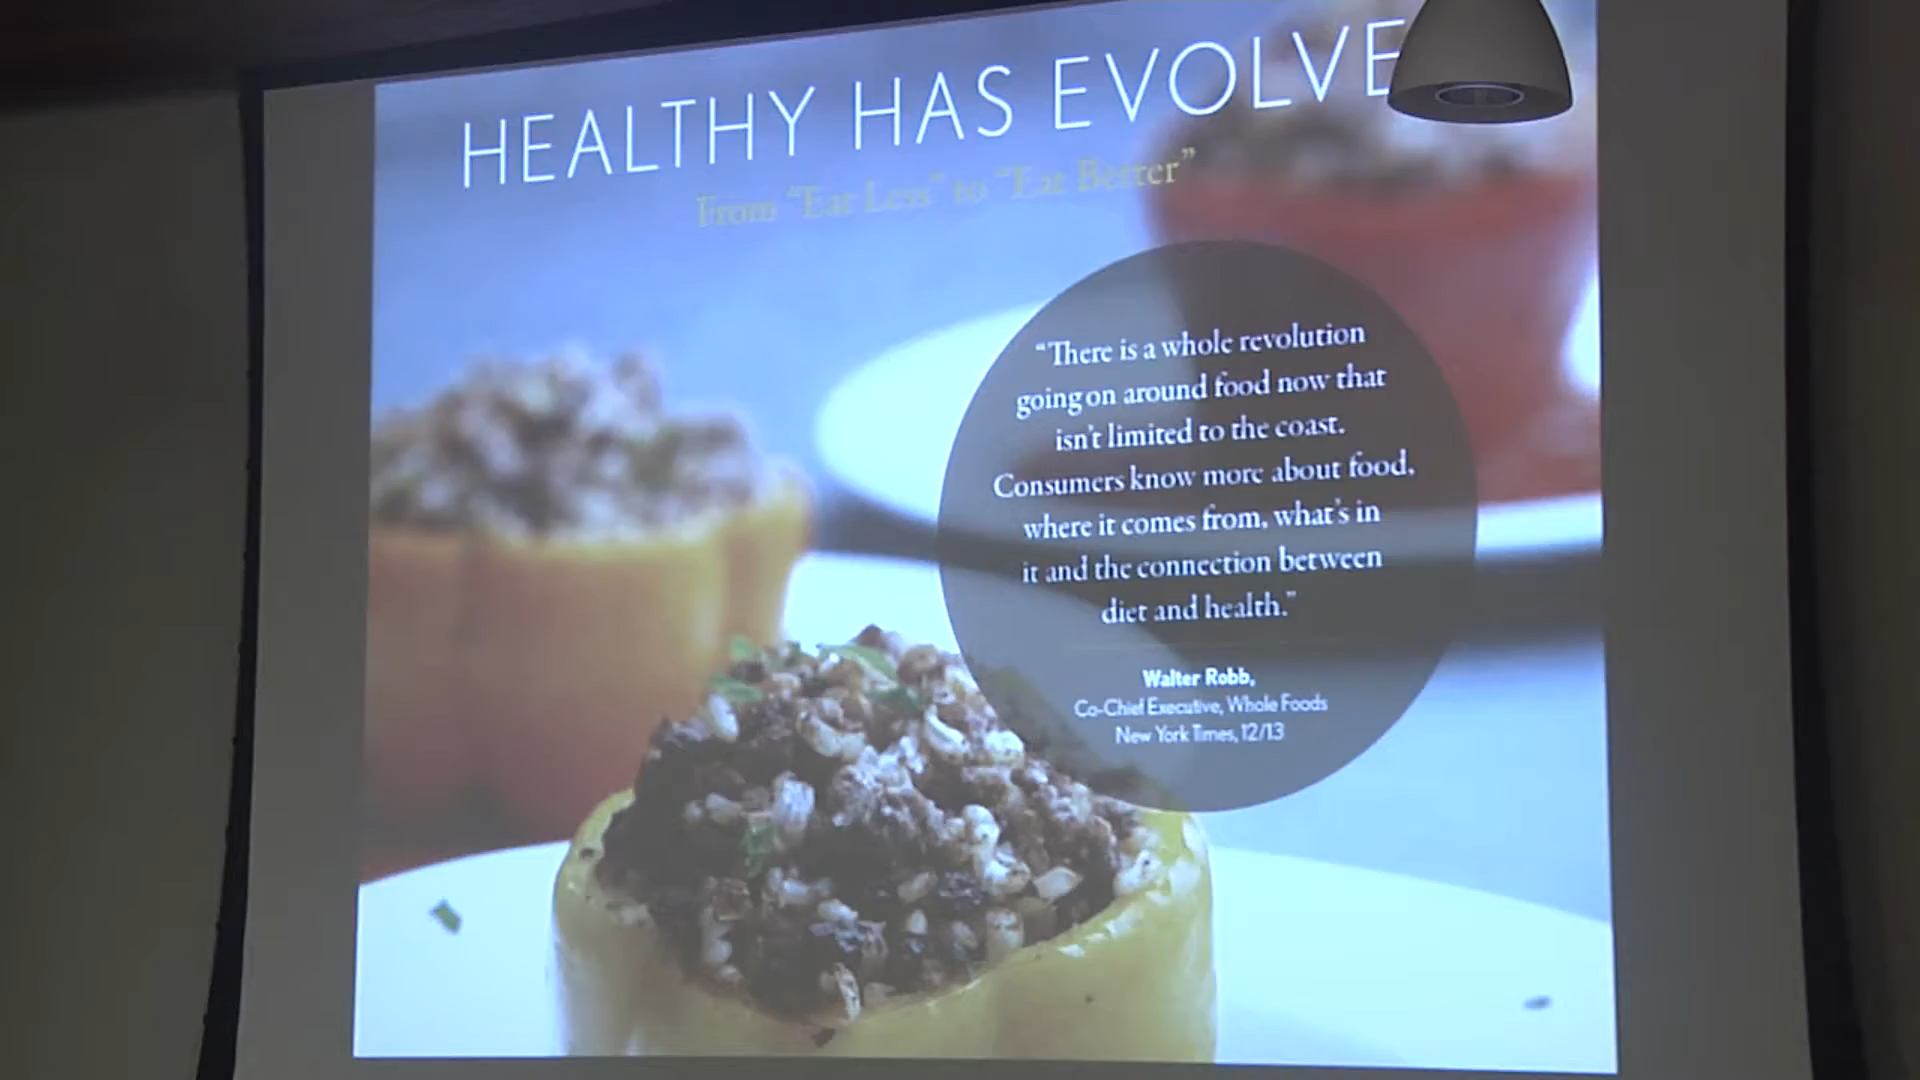 HEALTHY HAS EVOLVE
From “Eat Less” to “Eat Better”
“There is a whole revolution
going on around food now that
isn't limited to the coast.
Consumers know more about food,
where it comes from, what's in
it and the connection between
diet and health.”
Walter Robb,
Co-Chief Executive, Whole Foods
New York Times, 12/13